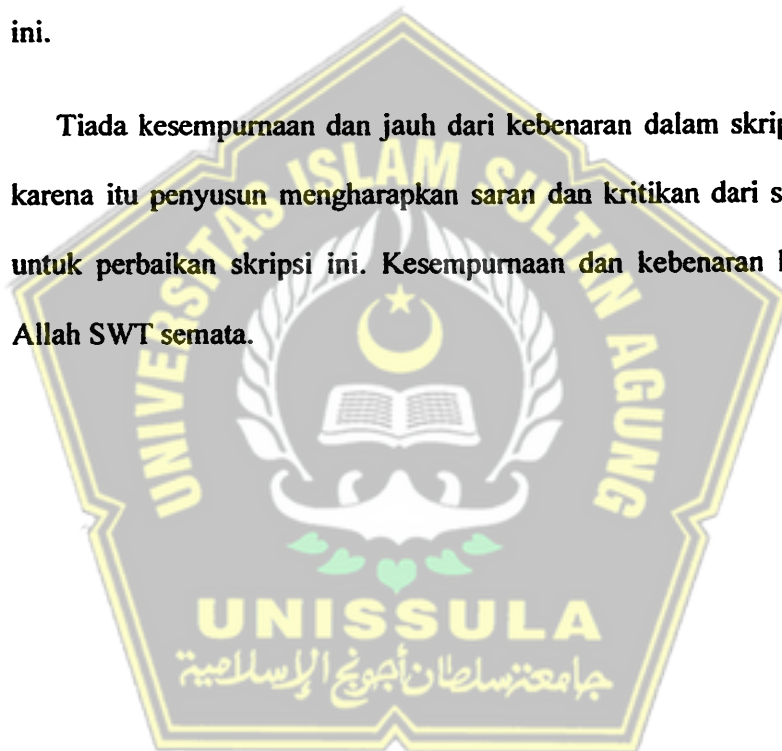 ini.
Tiada kesempurnaan dan jauh dari kebenaran dalam skrip
karena itu penyusun mengharapkan saran dan kritikan dari s
untuk perbaikan skripsi ini. Kesempurnaan dan kebenaran
Allah SWT semata.
UNIVERSITAS ISLAM SULTAN AGUNG
UNISSULA
جامعة سلطان أجونج الإسلامية